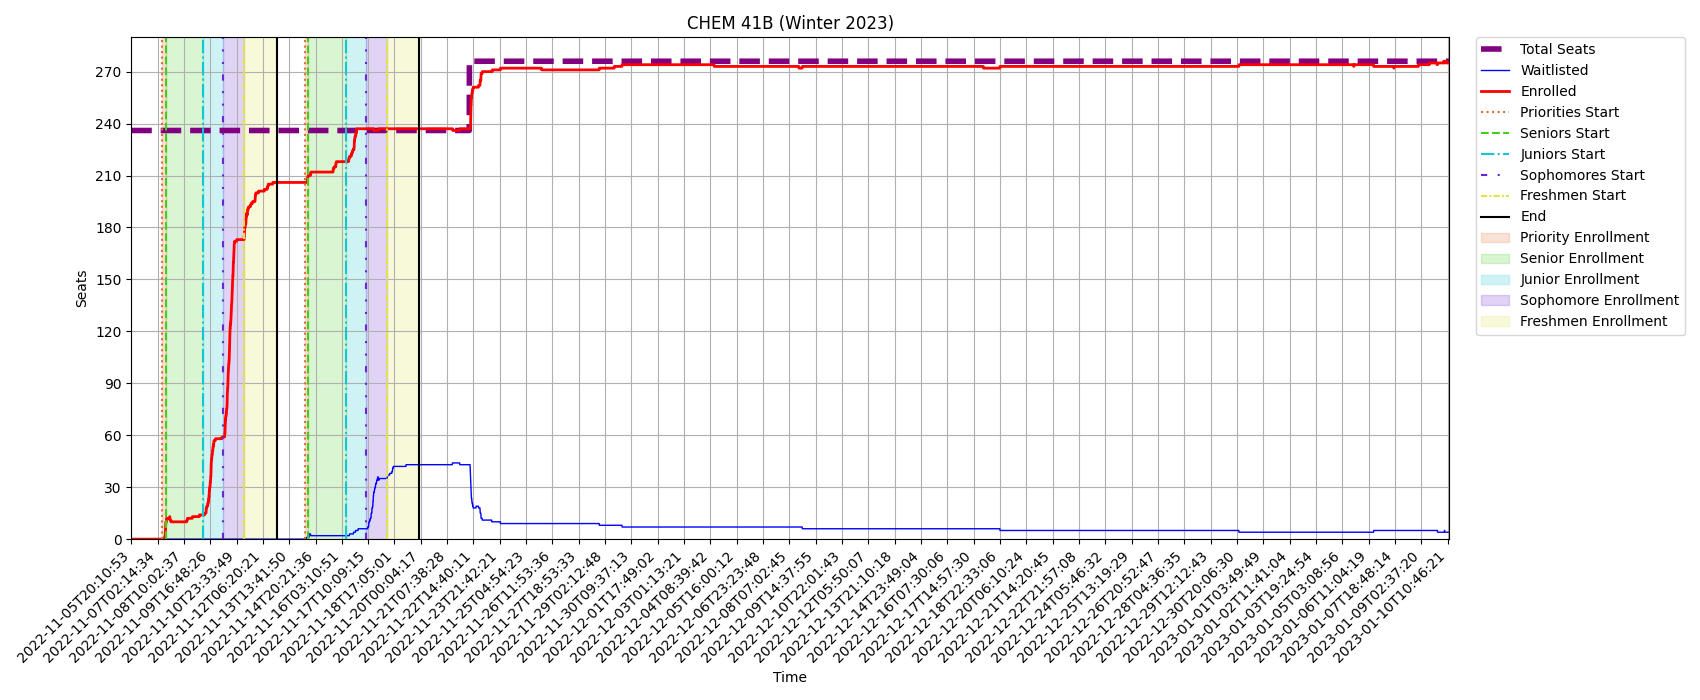 CHEM 41B (Winter 2023)
Seats
270
240
210
180
150
120
90
60
30
0
2022-11-05T20:10:53
2022-11-07T02:14:34
2022-11-08T10:02:37
2022-11-09T16:48:26
2022-11-10T23:33:49
2022-11-12T06:20:21
2022-11-13T13:41:50
2022-11-14T20:21:36
2022-11-16T03:10:51
2022-11-17T10:09:15
2022-11-18T17:05:01
2022-11-20T00:04:17
2022-11-21T07:38:28
2022-11-22T14:40:11
2022-11-23T21:42:21
2022-11-25T04:54:23
2022-11-26T11:53:36
2022-11-27T18:53:33
2022-11-29T02:12:48
2022-11-30T09:37:13
2022-12-01T17:49:02
2022-12-03T01:13:21
2022-12-04T08:39:42
2022-12-05T16:00:12
2022-12-06T23:23:48
2022-12-08T07:02:45
2022-12-09T14:37:55
2022-12-10T22:01:43
2022-12-12T05:50:07
2022-12-13T21:10:18
2022-12-14T23:49:04
2022-12-16T07:30:06
2022-12-17T14:57:30
2022-12-18T22:33:06
2022-12-20T06:10:24
2022-12-21T14:20:45
2022-12-22T21:57:08
2022-12-24T05:46:32
2022-12-25T13:19:29
2022-12-26T20:52:47
2022-12-28T04:36:35
2022-12-29T12:12:43
2022-12-30T20:06:30
2023-01-01T03:49:49
2023-01-02T11:41:04
2023-01-03T19:24:54
2023-01-05T03:08:56
2023-01-06T11:04:19
2023-01-07T18:48:14
2023-01-09T02:37:20
2023-01-10T10:46:21
Time
Total Seats
Waitlisted
Enrolled
Priorities Start
Seniors Start
Juniors Start
Sophomores Start
Freshmen Start
End
Priority Enrollment
Senior Enrollment
Junior Enrollment
Sophomore Enrollment
Freshmen Enrollment